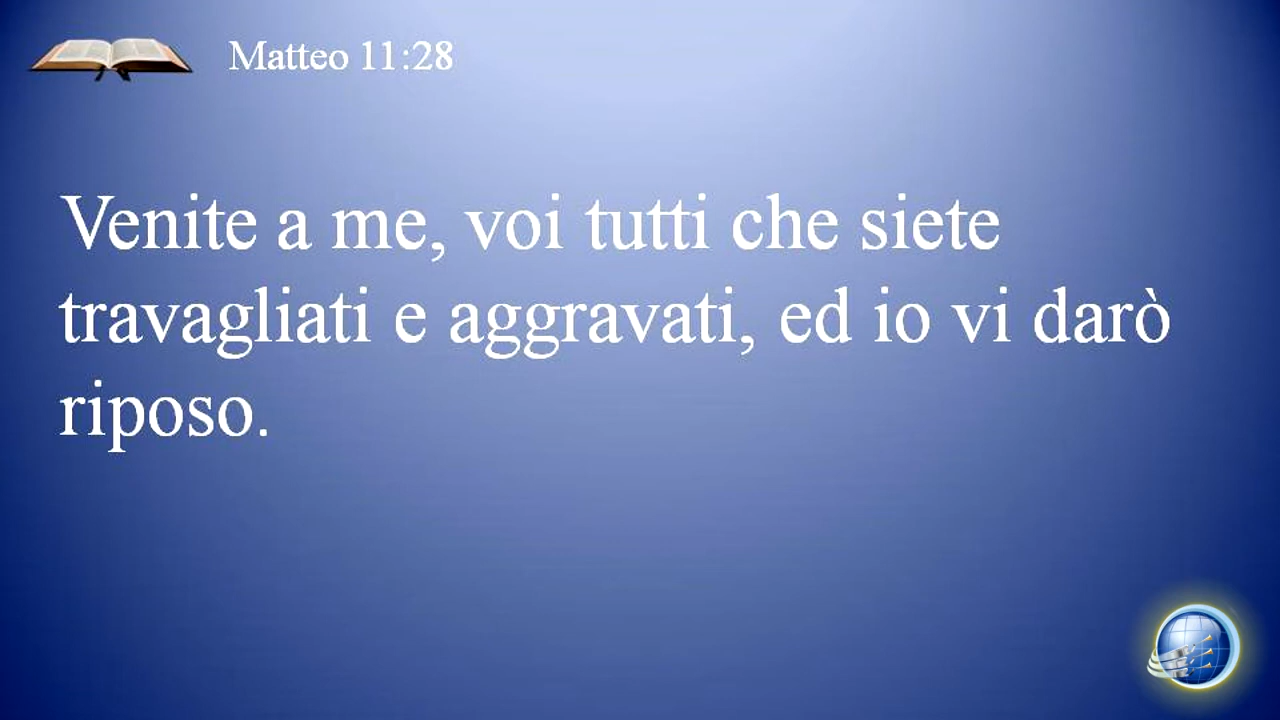 Matteo 11:28
Venite a me, voi tutti che siete
travagliati e aggravati, ed io vi darò
riposo.